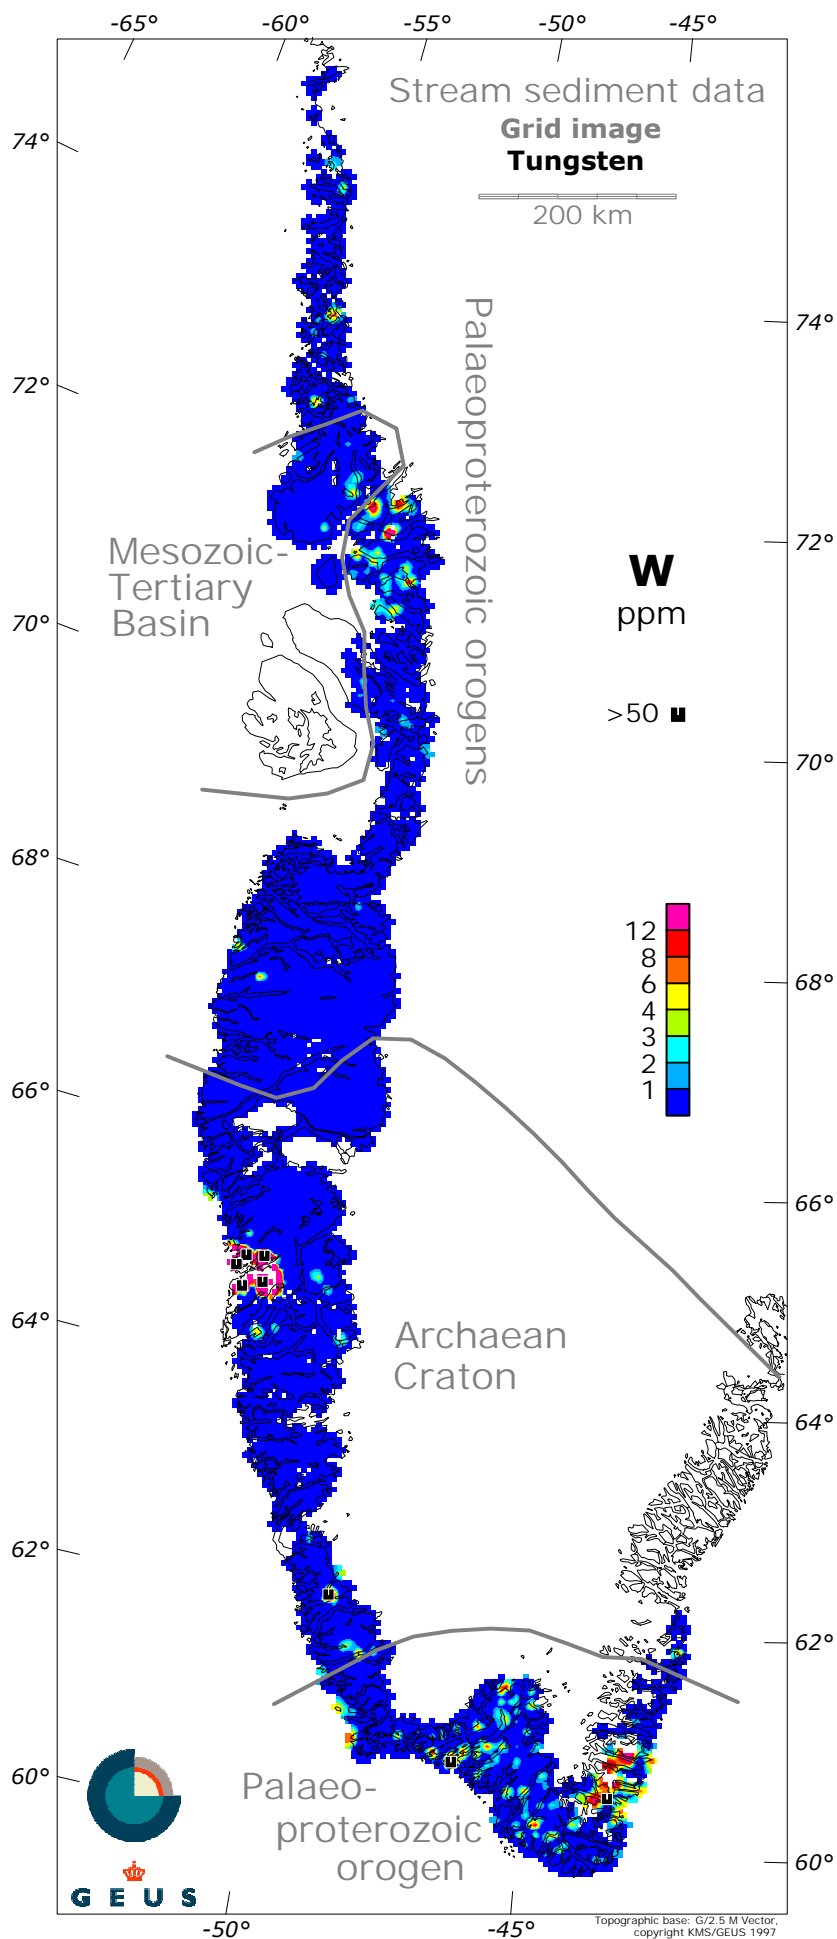 -65° -60° -55° -50° -45°
Stream sediment data
Grid image
Tungsten
200 km
74°
74°
72°
72°
Palaeoproterozoic orogens
Mesozoic-
Tertiary
Basin
W
ppm
70°
>50
70°
68°
12
8
6
4
3
2
1
68°
66°
66°
64°
Archaean
Craton
64°
62°
62°
60°
Palaeo-
proterozoic
orogen
60°
GEUS
-50° -45°
Topographic base: G/2.5 M Vector,
copyright KMS/GEUS 1997